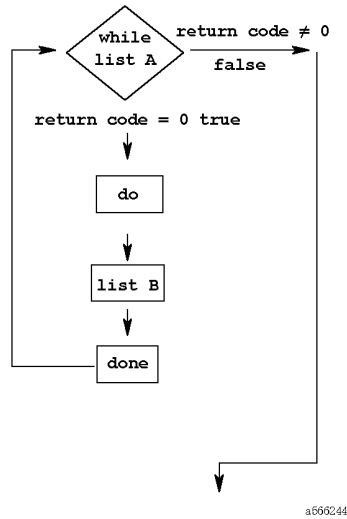 while
list A
return code ≠ 0
false
return code = 0 true
do
list B
done
a566244